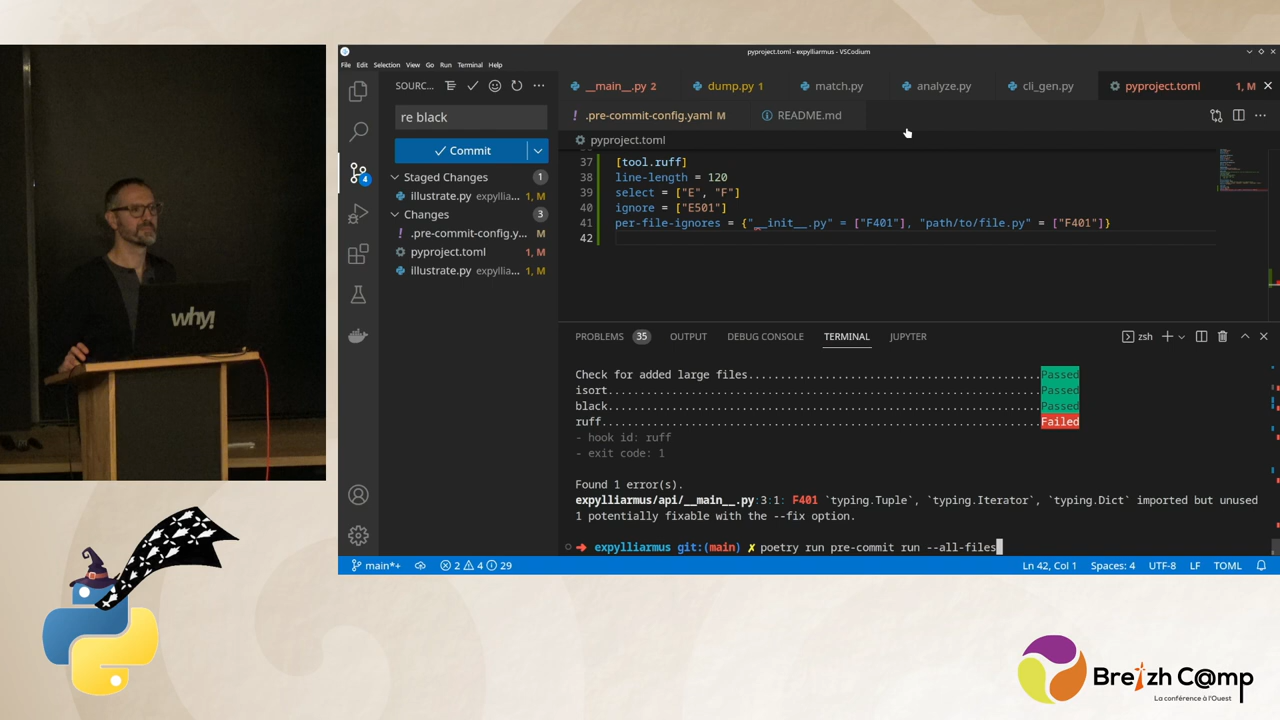 pyproject.toml - expylliarmus - VSCodium
File Edit Selection View Go Run Terminal Help
SOURC...
__main__.py 2
dump.py 1
match.py
analyze.py
cli_gen.py
pyproject.toml 1, M
re black
.pre-commit-config.yaml M
README.md
pyproject.toml
Commit
Staged Changes 1
illustrate.py expyllia... 1, M
Changes 3
.pre-commit-config.y... M
pyproject.toml 1, M
illustrate.py expyllia... 1, M
4
37 [tool.ruff]
38 line-length = 120
39 select = ["E", "F"]
40 ignore = ["E501"]
41 per-file-ignores = {"__init__.py" = ["F401"], "path/to/file.py" = ["F401"]}
42
PROBLEMS 35 OUTPUT DEBUG CONSOLE TERMINAL JUPYTER
zsh
Check for added large files..............................................Passed
isort....................................................................Passed
black....................................................................Passed
ruff.....................................................................Failed
- hook id: ruff
- exit code: 1
Found 1 error(s).
expylliarmus/api/__main__.py:3:1: F401 `typing.Tuple`, `typing.Iterator`, `typing.Dict` imported but unused
1 potentially fixable with the --fix option.
➜ expylliarmus git:(main) ✗ poetry run pre-commit run --all-files
main*+ 2 4 29
Ln 42, Col 1 Spaces: 4 UTF-8 LF TOML
why!
Breizh C@mp
La conférence à l'Ouest